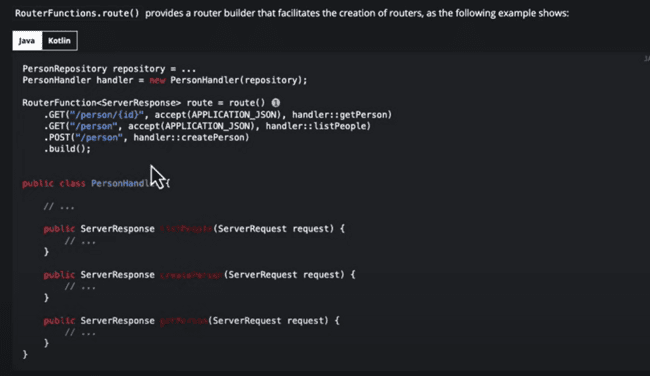 RouterFunctions.route() provides a router builder that facilitates the creation of routers, as the following example shows:
Java Kotlin
PersonRepository repository = ...
PersonHandler handler = new PersonHandler(repository);
RouterFunction<ServerResponse> route = route() 1
.GET("/person/{id}", accept(APPLICATION_JSON), handler::getPerson)
.GET("/person", accept(APPLICATION_JSON), handler::listPeople)
.POST("/person", handler::createPerson)
.build();
public class PersonHandl {
// ...
public ServerResponse listPeople(ServerRequest request) {
// ...
}
public ServerResponse createPerson(ServerRequest request) {
// ...
}
public ServerResponse getPerson(ServerRequest request) {
// ...
}
}